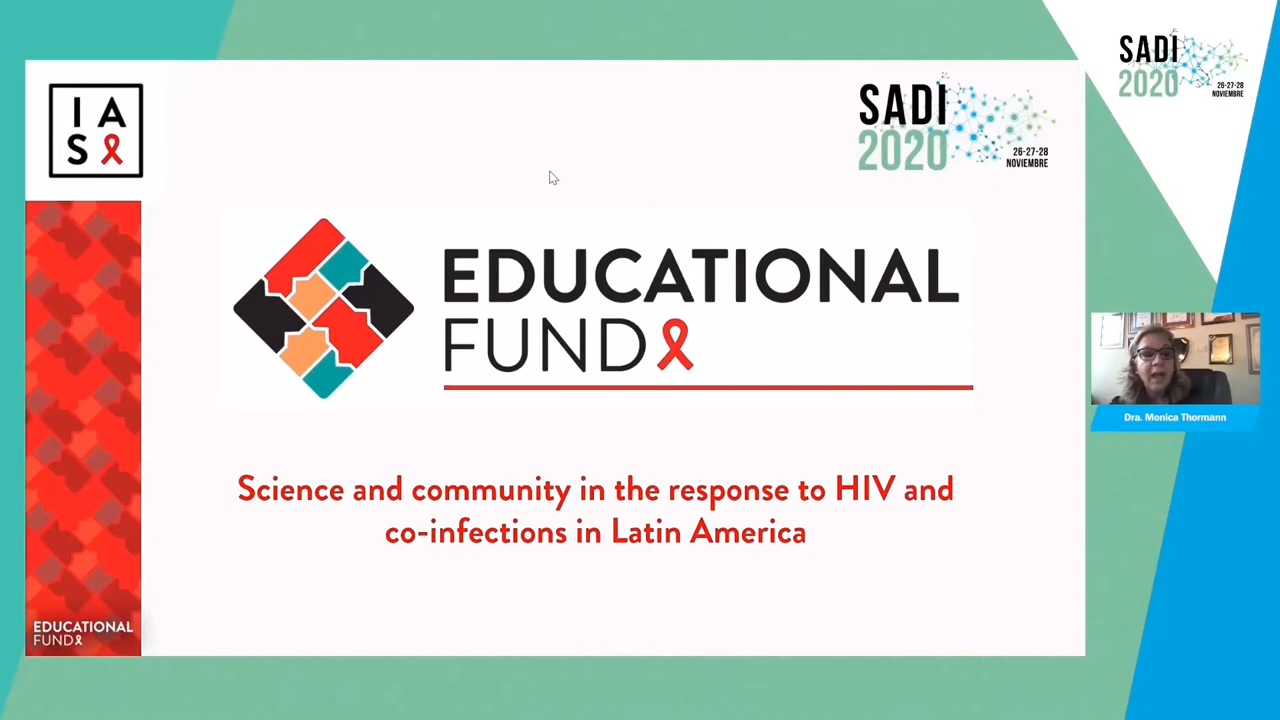 I A
S
SADI
2020
26-27-28
NOVIEMBRE
SADI
2020
26-27-28
NOVIEMBRE
EDUCATIONAL
FUND
Science and community in the response to HIV and
co-infections in Latin America
Dra. Monica Thormann
EDUCATIONAL
FUND